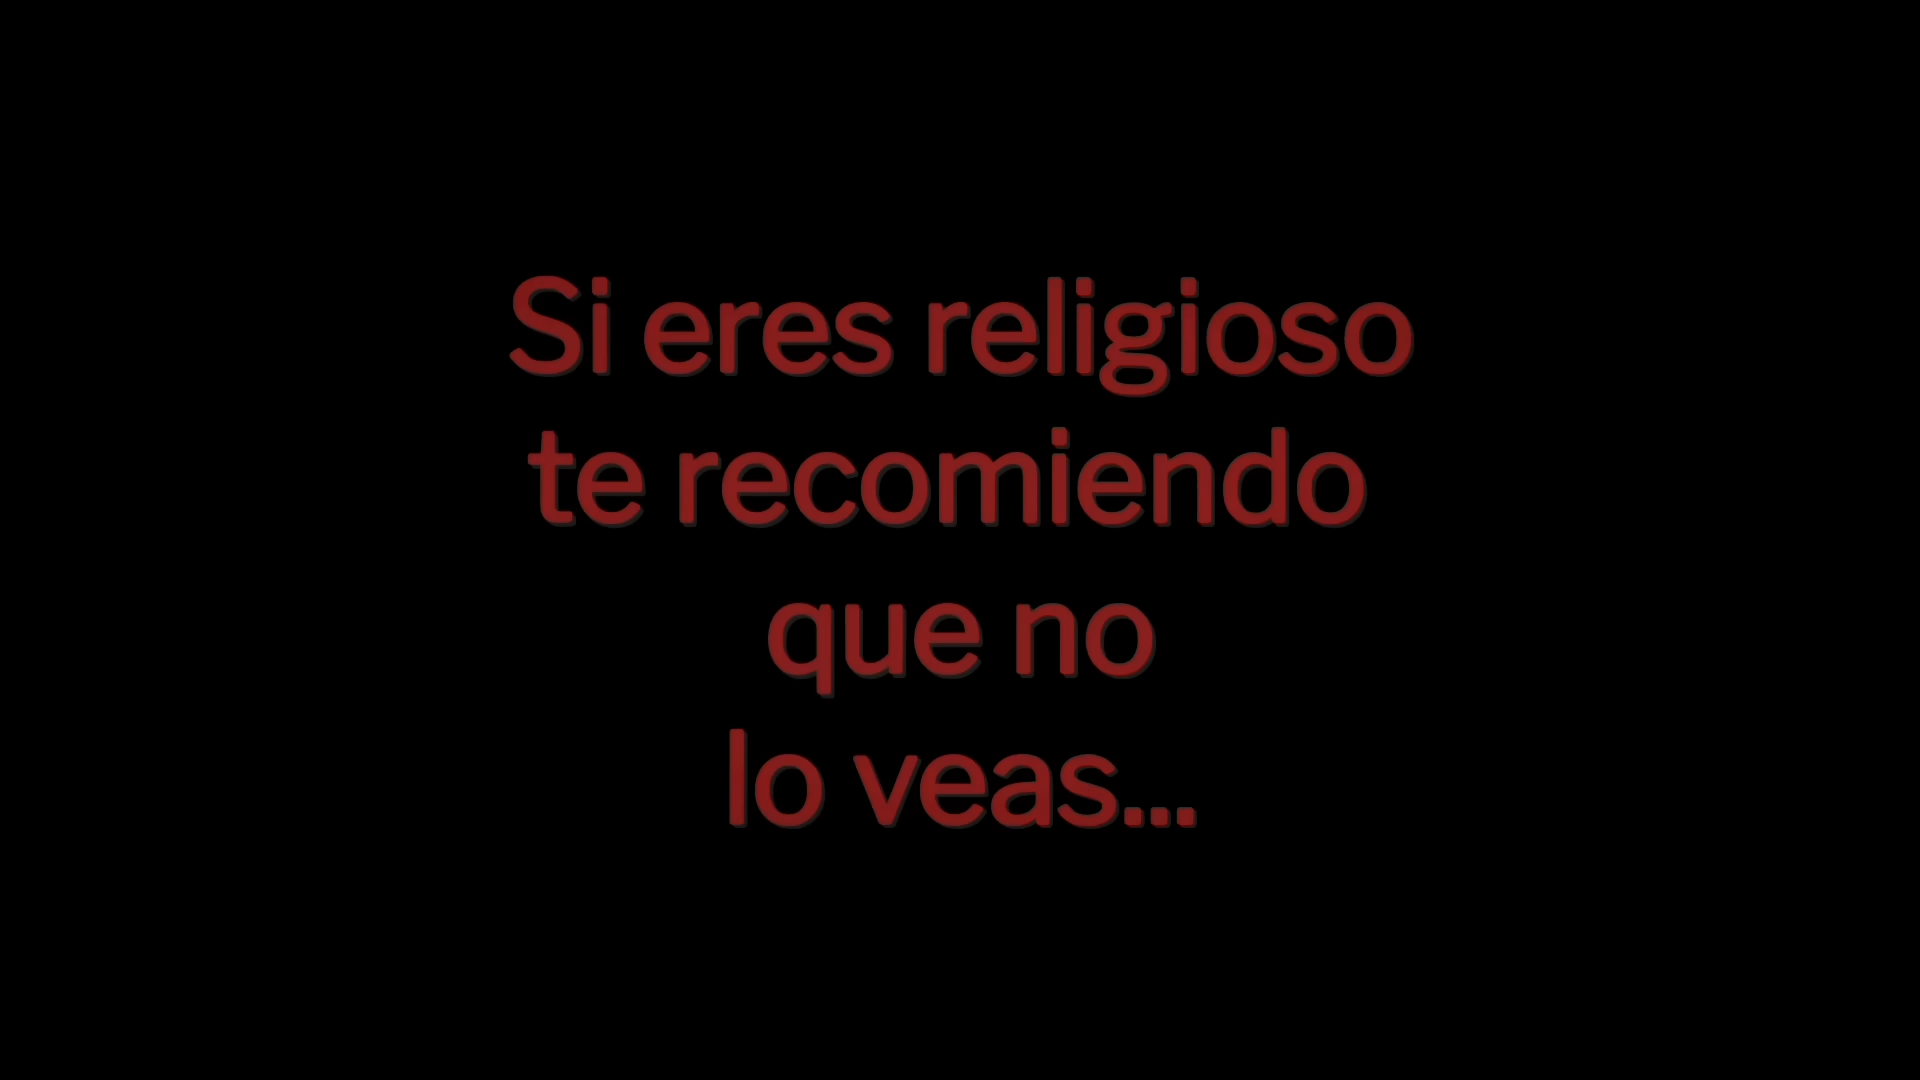 Si eres religioso
te recomiendo
que no
lo veas...